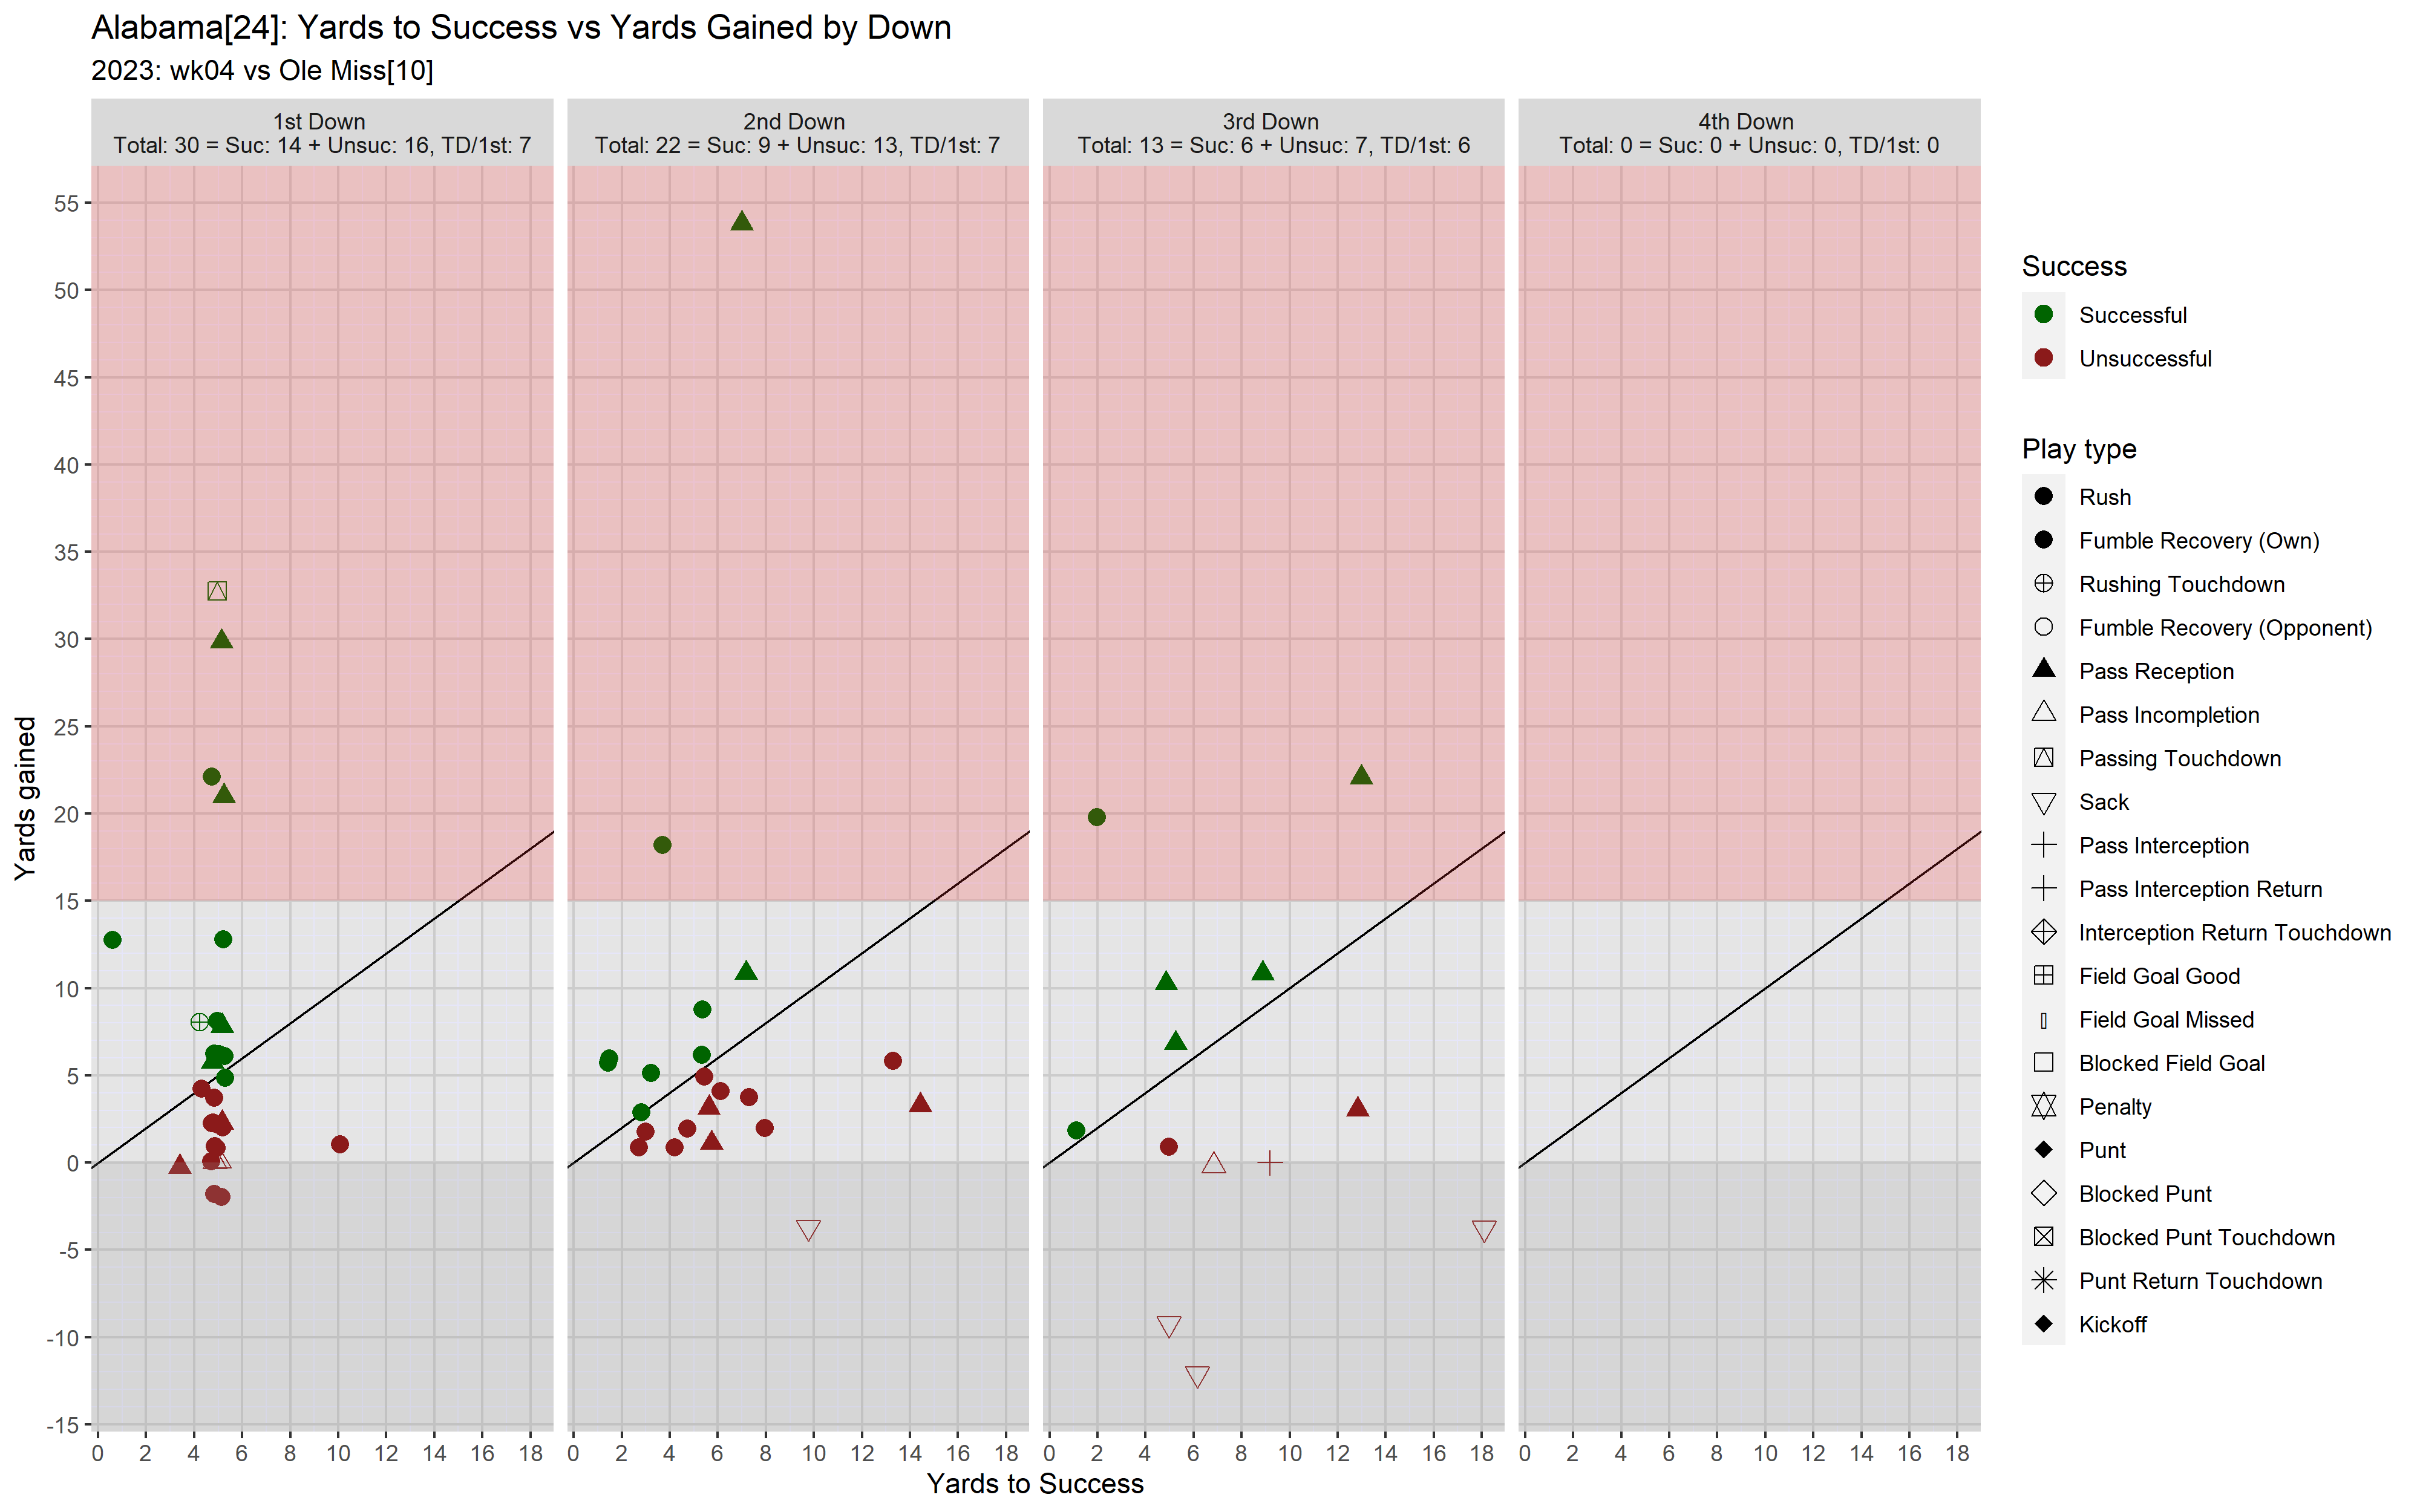 Alabama[24]: Yards to Success vs Yards Gained by Down
2023: wk04 vs Ole Miss[10]
1st Down
Total: 30 = Suc: 14 + Unsuc: 16, TD/1st: 7
2nd Down
Total: 22 = Suc: 9 + Unsuc: 13, TD/1st: 7
3rd Down
Total: 13 = Suc: 6 + Unsuc: 7, TD/1st: 6
4th Down
Total: 0 = Suc: 0 + Unsuc: 0, TD/1st: 0
Yards gained
55
50
45
40
35
30
25
20
15
10
5
0
-5
-10
-15
0 2 4 6 8 10 12 14 16 18
0 2 4 6 8 10 12 14 16 18
0 2 4 6 8 10 12 14 16 18
0 2 4 6 8 10 12 14 16 18
Yards to Success
Success
Successful
Unsuccessful
Play type
Rush
Fumble Recovery (Own)
Rushing Touchdown
Fumble Recovery (Opponent)
Pass Reception
Pass Incompletion
Passing Touchdown
Sack
Pass Interception
Pass Interception Return
Interception Return Touchdown
Field Goal Good
Field Goal Missed
Blocked Field Goal
Penalty
Punt
Blocked Punt
Blocked Punt Touchdown
Punt Return Touchdown
Kickoff